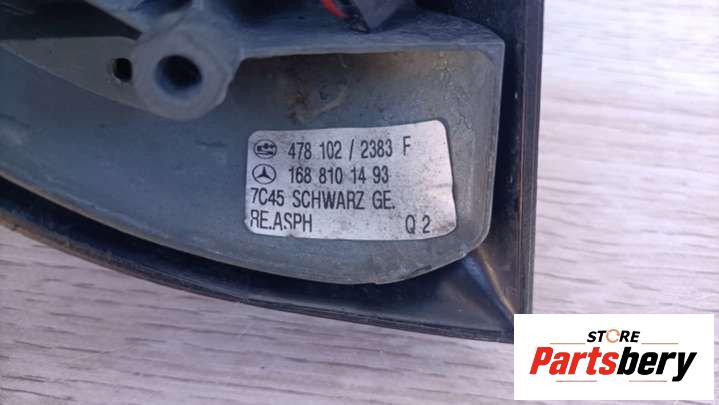 478 102 / 2383 F
168 810 14 93
7C45 SCHWARZ GE.
RE.ASPH Q 2
STORE
Partsbery